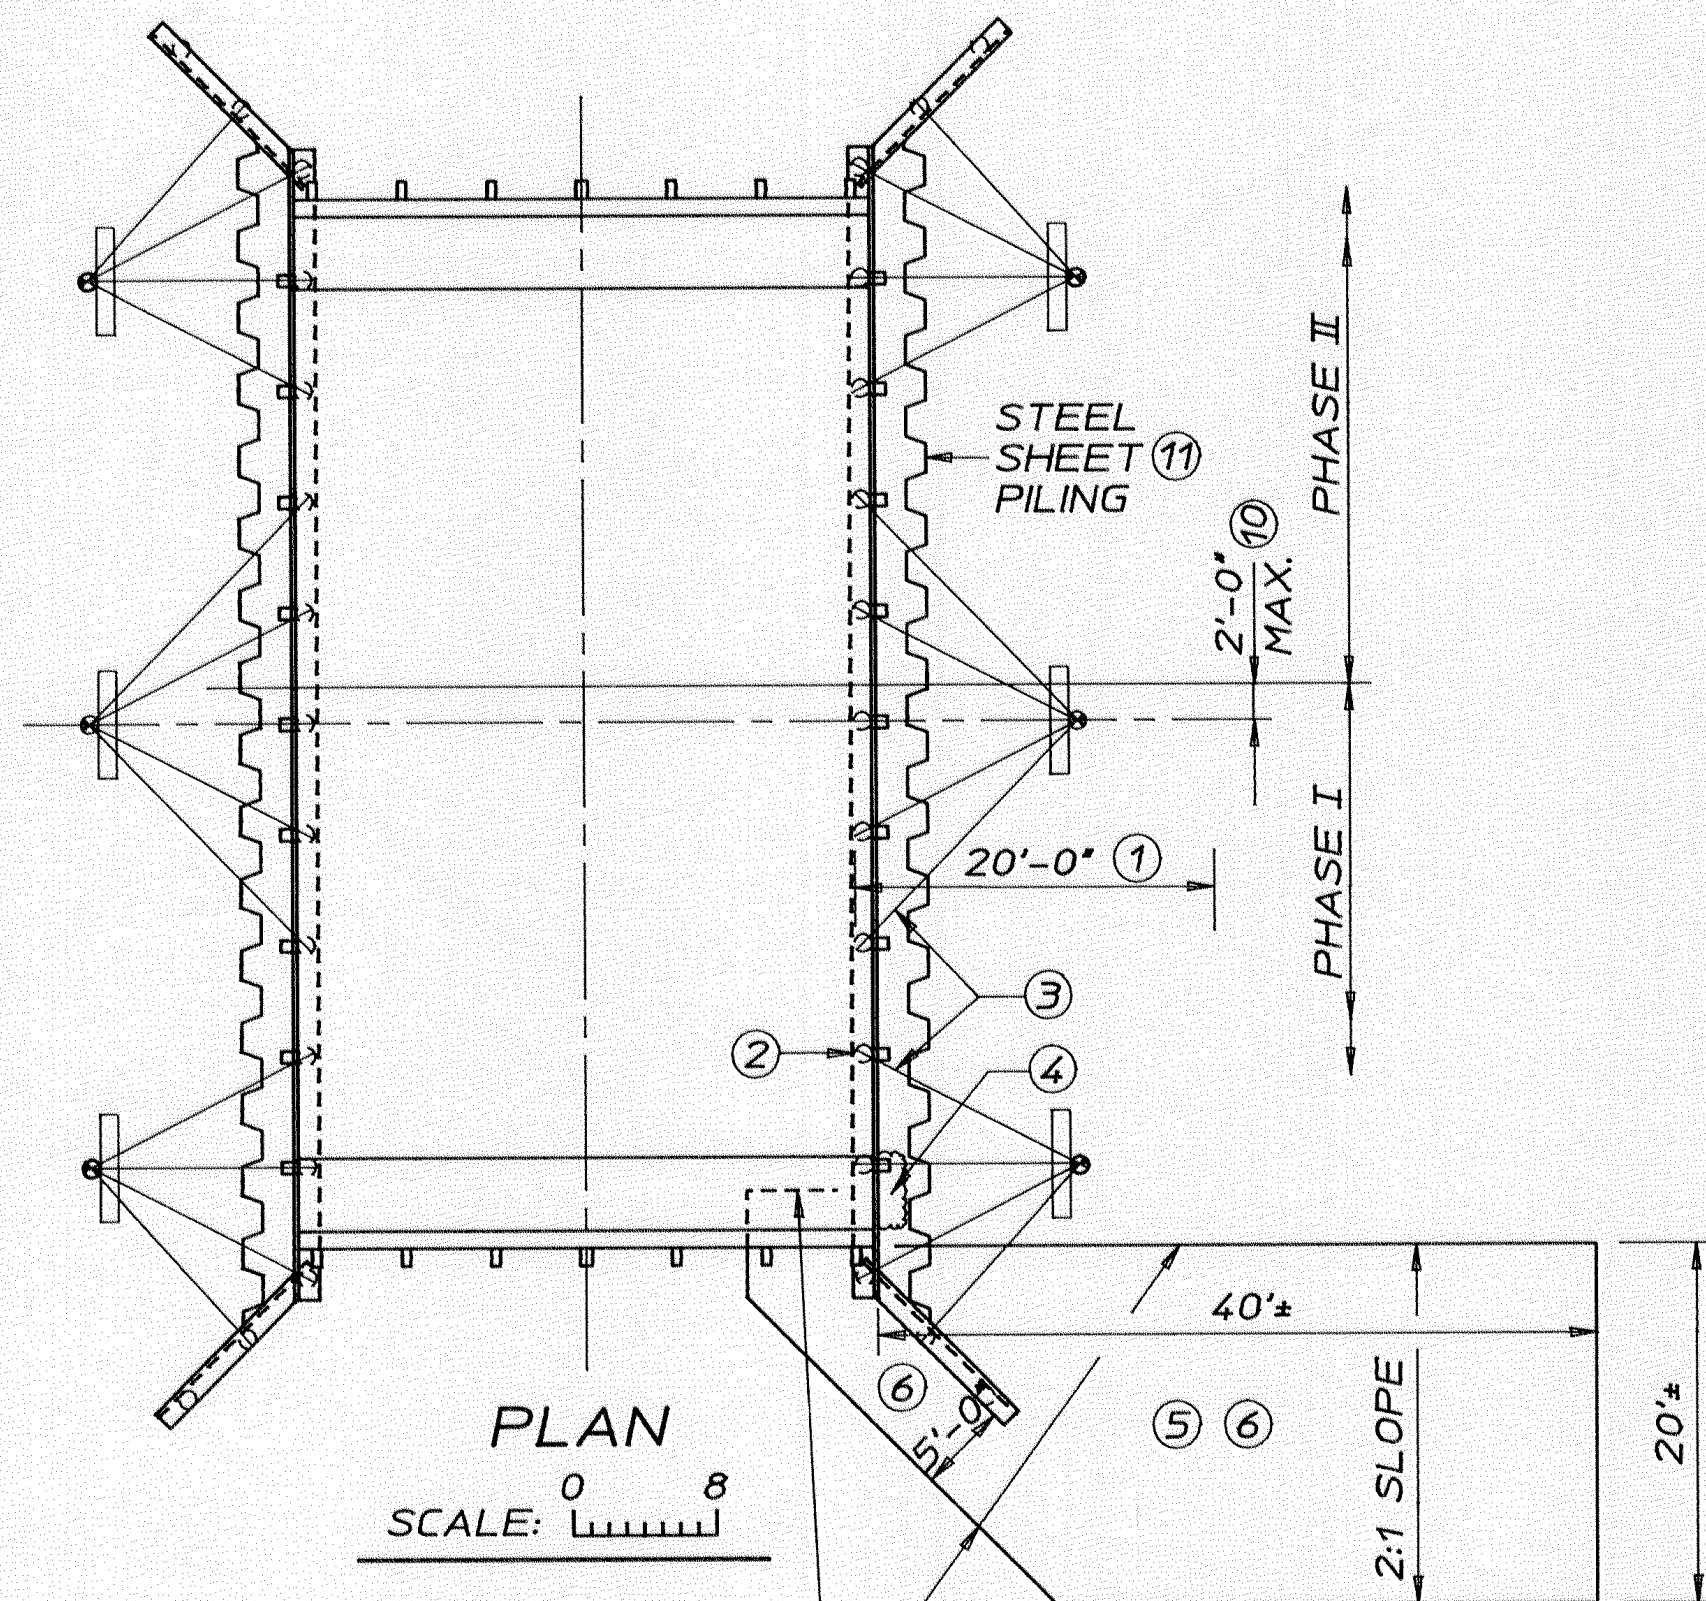 STEEL
SHEET 11
PILING
PHASE II
2'-0" 10
MAX.
PHASE I
20'-0" 1
3
2
4
40'±
6
5'-0"
5 6
2:1 SLOPE
20'±
PLAN
0 8
SCALE: